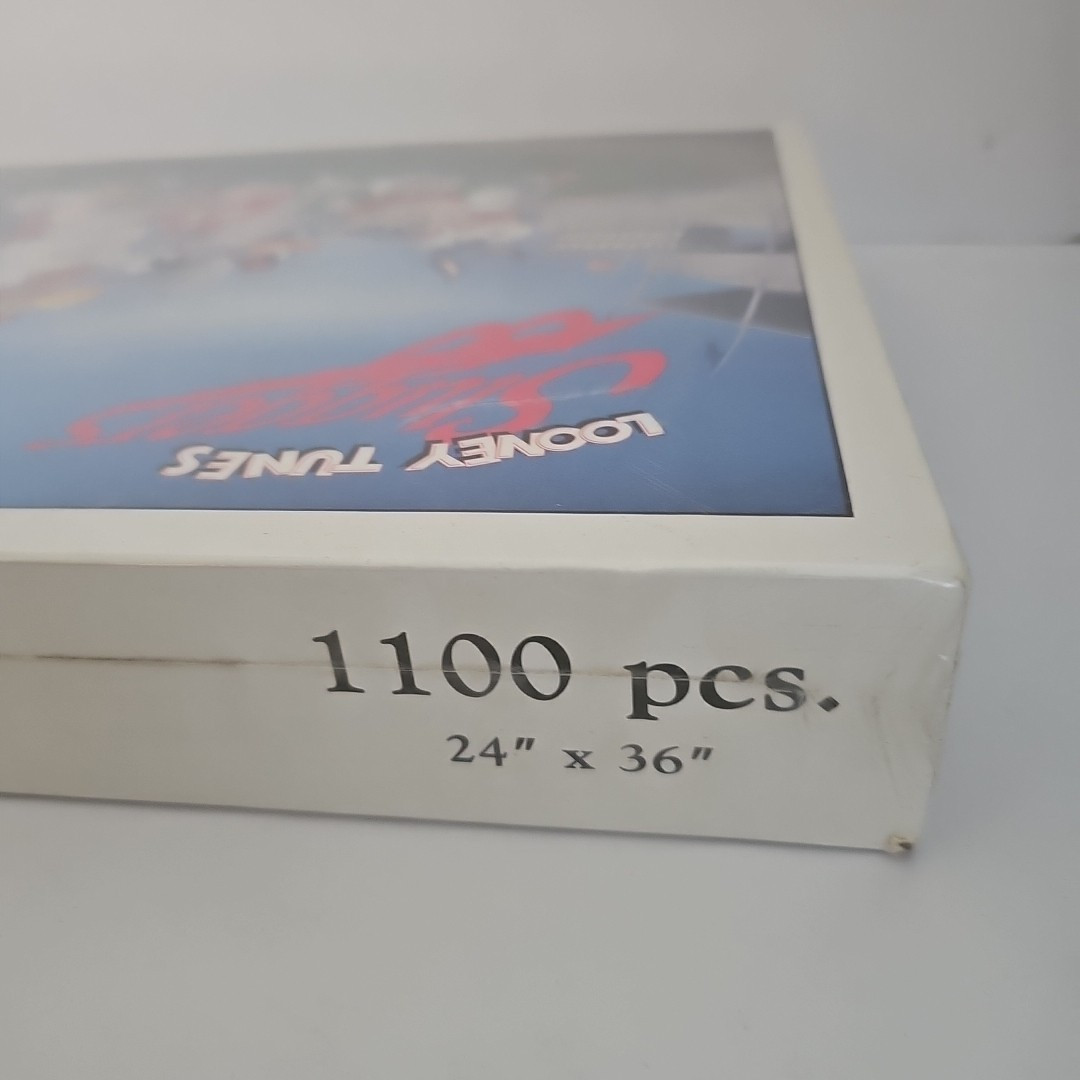 LOONEY TUNES
1100 pcs.
24" x 36"